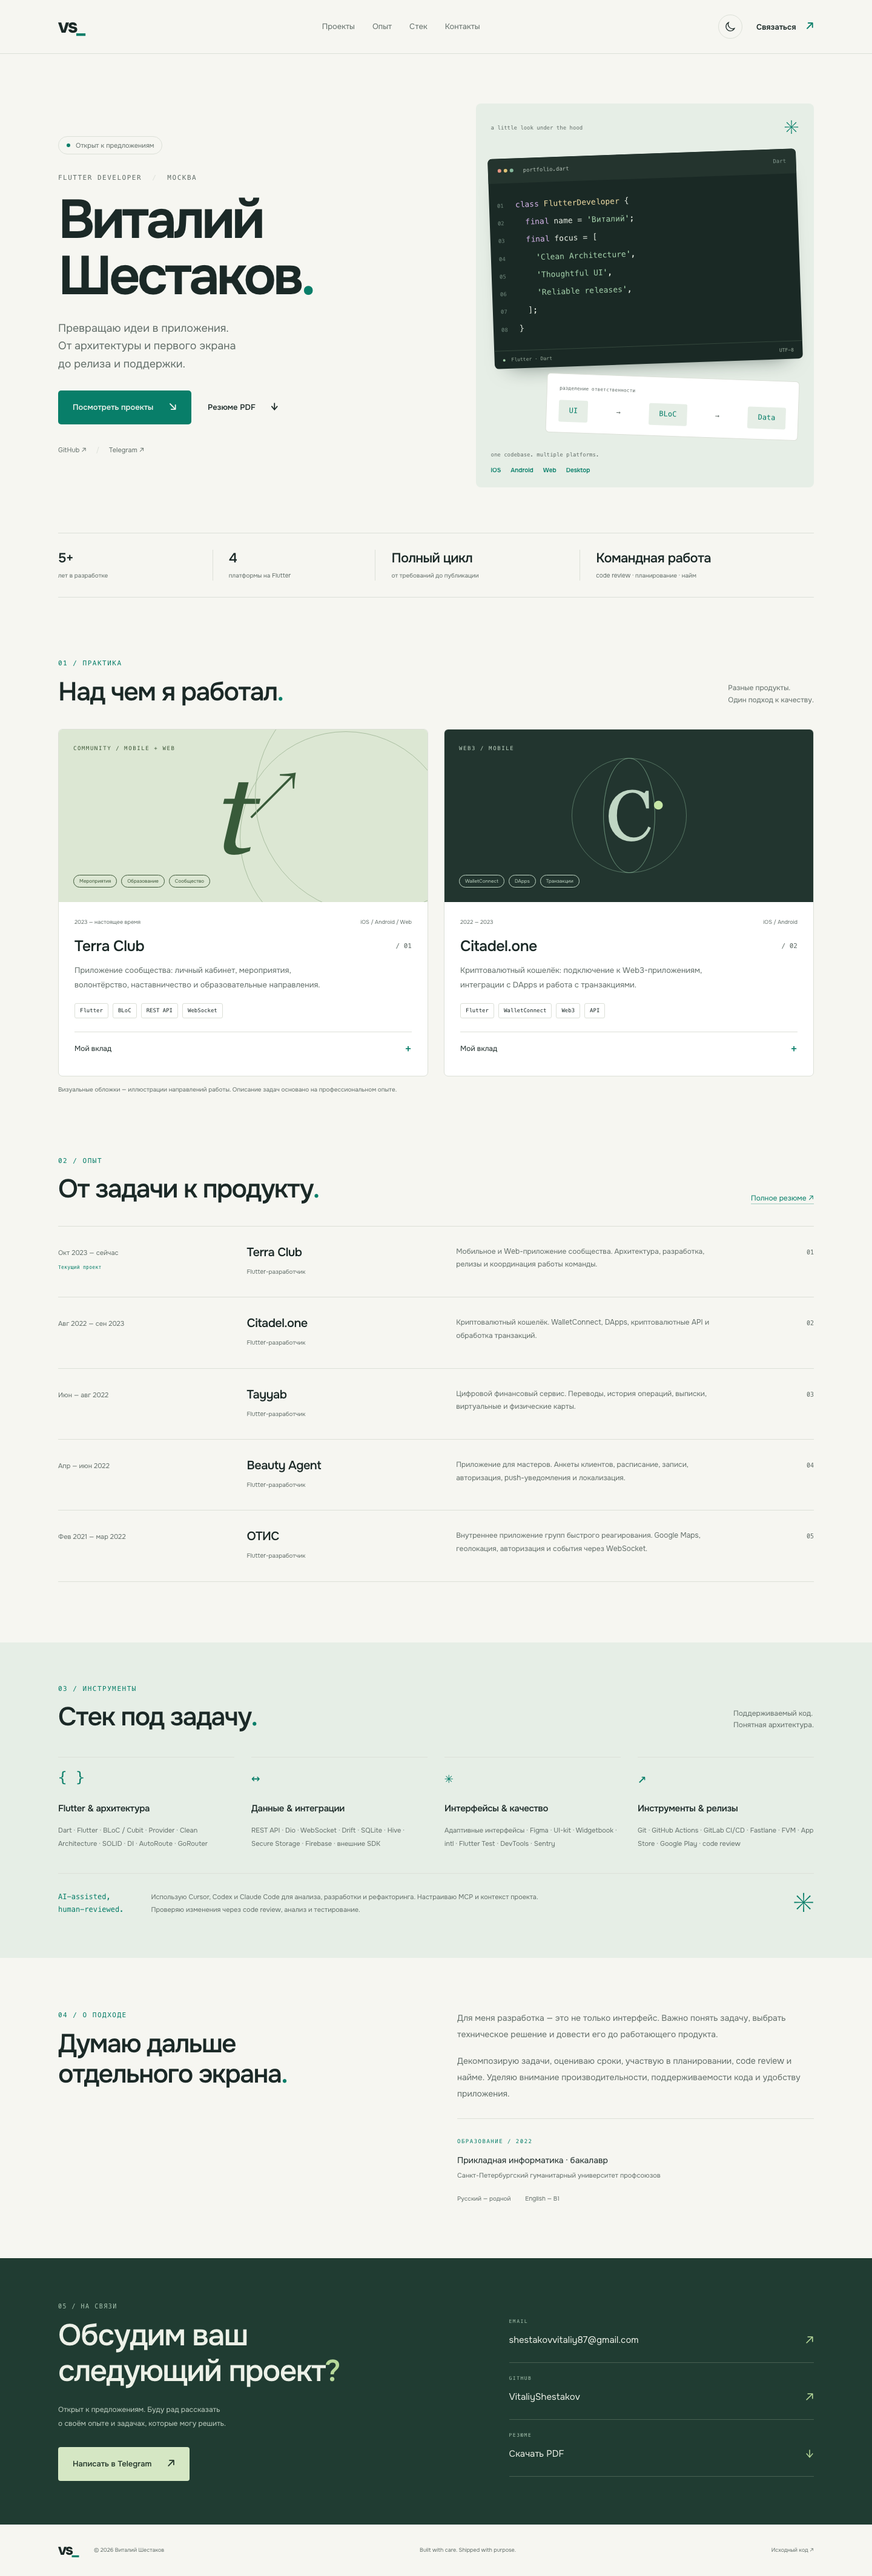 VS_
Проекты Опыт Стек Контакты
Связаться ↗
Открыт к предложениям
FLUTTER DEVELOPER / МОСКВА
Виталий
Шестаков.
Превращаю идеи в приложения.
От архитектуры и первого экрана
до релиза и поддержки.
Посмотреть проекты ↘ Резюме PDF ↓
GitHub ↗ / Telegram ↗
a little look under the hood
portfolio.dart Dart
01 class FlutterDeveloper {
02 final name = 'Виталий';
03 final focus = [
04 'Clean Architecture',
05 'Thoughtful UI',
06 'Reliable releases',
07 ];
08 }
Flutter · Dart UTF-8
разделение ответственности
UI → BLoC → Data
one codebase. multiple platforms.
iOS Android Web Desktop
5+
лет в разработке
4
платформы на Flutter
Полный цикл
от требований до публикации
Командная работа
code review · планирование · найм
01 / ПРАКТИКА
Над чем я работал.
Разные продукты.
Один подход к качеству.
COMMUNITY / MOBILE + WEB
t
Мероприятия Образование Сообщество
2023 — настоящее время iOS / Android / Web
Terra Club / 01
Приложение сообщества: личный кабинет, мероприятия,
волонтёрство, наставничество и образовательные направления.
Flutter BLoC REST API WebSocket
Мой вклад +
WEB3 / MOBILE
C
WalletConnect DApps Транзакции
2022 — 2023 iOS / Android
Citadel.one / 02
Криптовалютный кошелёк: подключение к Web3-приложениям,
интеграции с DApps и работа с транзакциями.
Flutter WalletConnect Web3 API
Мой вклад +
Визуальные обложки — иллюстрации направлений работы. Описание задач основано на профессиональном опыте.
02 / ОПЫТ
От задачи к продукту.
Полное резюме ↗
Окт 2023 — сейчас
Текущий проект
Terra Club
Flutter-разработчик
Мобильное и Web-приложение сообщества. Архитектура, разработка,
релизы и координация работы команды.
01
Авг 2022 — сен 2023
Citadel.one
Flutter-разработчик
Криптовалютный кошелёк. WalletConnect, DApps, криптовалютные API и
обработка транзакций.
02
Июн — авг 2022
Tayyab
Flutter-разработчик
Цифровой финансовый сервис. Переводы, история операций, выписки,
виртуальные и физические карты.
03
Апр — июн 2022
Beauty Agent
Flutter-разработчик
Приложение для мастеров. Анкеты клиентов, расписание, записи,
авторизация, push-уведомления и локализация.
04
Фев 2021 — мар 2022
ОТИС
Flutter-разработчик
Внутреннее приложение групп быстрого реагирования. Google Maps,
геолокация, авторизация и события через WebSocket.
05
03 / ИНСТРУМЕНТЫ
Стек под задачу.
Поддерживаемый код.
Понятная архитектура.
{ }
Flutter & архитектура
Dart · Flutter · BLoC / Cubit · Provider · Clean
Architecture · SOLID · DI · AutoRoute · GoRouter
↔
Данные & интеграции
REST API · Dio · WebSocket · Drift · SQLite · Hive ·
Secure Storage · Firebase · внешние SDK
✳
Интерфейсы & качество
Адаптивные интерфейсы · Figma · UI-kit · Widgetbook ·
intl · Flutter Test · DevTools · Sentry
↗
Инструменты & релизы
Git · GitHub Actions · GitLab CI/CD · Fastlane · FVM · App
Store · Google Play · code review
AI-assisted,
human-reviewed.
Использую Cursor, Codex и Claude Code для анализа, разработки и рефакторинга. Настраиваю MCP и контекст проекта.
Проверяю изменения через code review, анализ и тестирование.
04 / О ПОДХОДЕ
Думаю дальше
отдельного экрана.
Для меня разработка — это не только интерфейс. Важно понять задачу, выбрать
техническое решение и довести его до работающего продукта.
Декомпозирую задачи, оцениваю сроки, участвую в планировании, code review и
найме. Уделяю внимание производительности, поддерживаемости кода и удобству
приложения.
ОБРАЗОВАНИЕ / 2022
Прикладная информатика · бакалавр
Санкт-Петербургский гуманитарный университет профсоюзов
Русский — родной English — B1
05 / НА СВЯЗИ
Обсудим ваш
следующий проект?
Открыт к предложениям. Буду рад рассказать
о своём опыте и задачах, которые могу решить.
Написать в Telegram ↗
EMAIL
shestakovvitaliy87@gmail.com ↗
GITHUB
VitaliyShestakov ↗
РЕЗЮМЕ
Скачать PDF ↓
VS_
© 2026 Виталий Шестаков
Built with care. Shipped with purpose.
Исходный код ↗